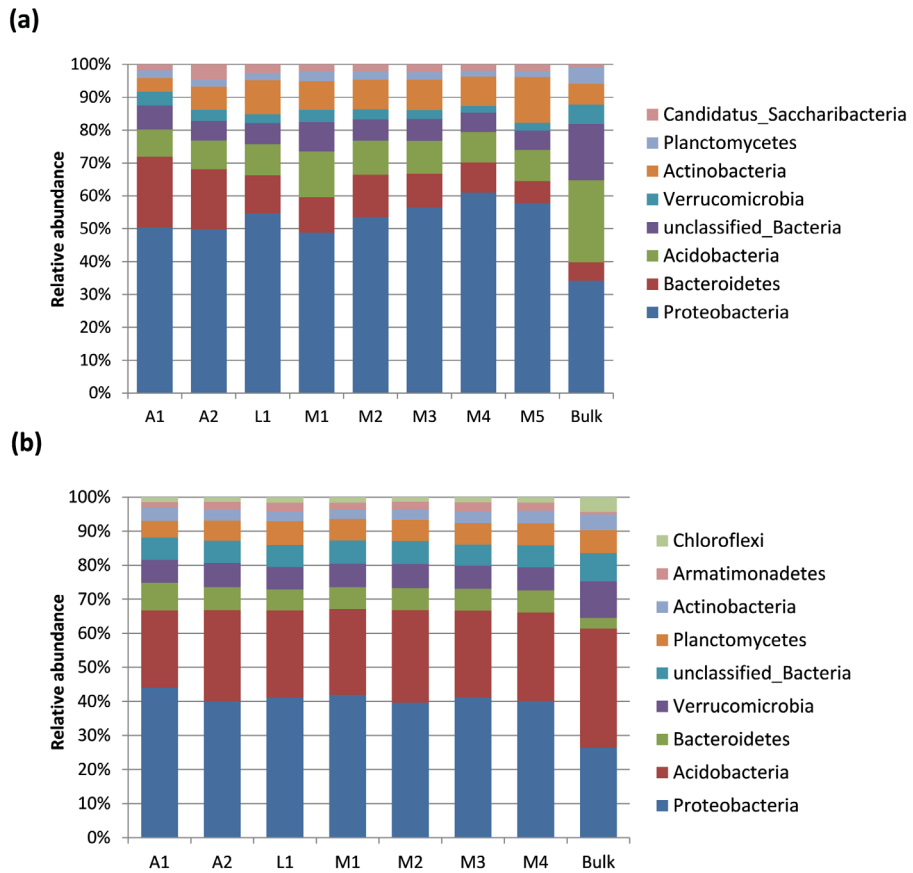 (a)
100%
90%
80%
70%
60%
50%
40%
30%
20%
10%
0%
Relative abundance
A1 A2 L1 M1 M2 M3 M4 M5 Bulk
Candidatus_Saccharibacteria
Planctomycetes
Actinobacteria
Verrucomicrobia
unclassified_Bacteria
Acidobacteria
Bacteroidetes
Proteobacteria
(b)
100%
90%
80%
70%
60%
50%
40%
30%
20%
10%
0%
Relative abundance
A1 A2 L1 M1 M2 M3 M4 Bulk
Chloroflexi
Armatimonadetes
Actinobacteria
Planctomycetes
unclassified_Bacteria
Verrucomicrobia
Bacteroidetes
Acidobacteria
Proteobacteria